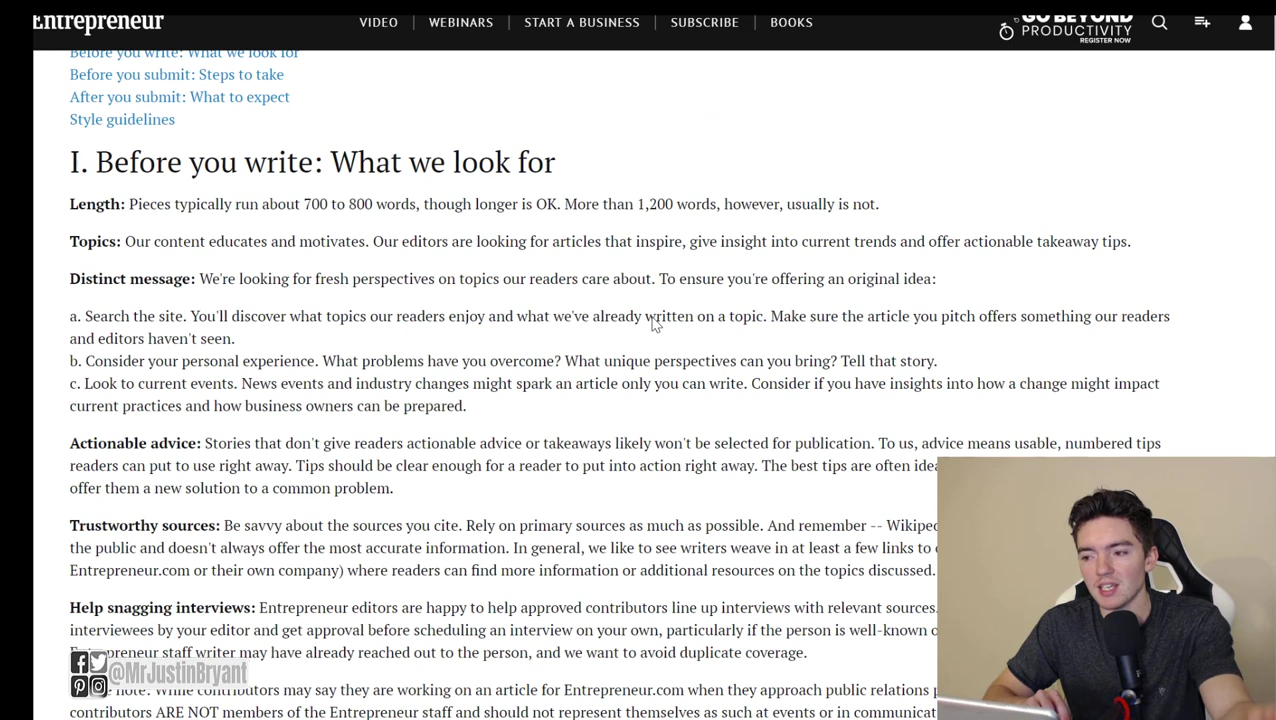 Entrepreneur
VIDEO
WEBINARS
START A BUSINESS
SUBSCRIBE
BOOKS
GO BEYOND
PRODUCTIVITY
REGISTER NOW
Before you write: What we look for
Before you submit: Steps to take
After you submit: What to expect
Style guidelines
I. Before you write: What we look for
Length: Pieces typically run about 700 to 800 words, though longer is OK. More than 1,200 words, however, usually is not.
Topics: Our content educates and motivates. Our editors are looking for articles that inspire, give insight into current trends and offer actionable takeaway tips.
Distinct message: We're looking for fresh perspectives on topics our readers care about. To ensure you're offering an original idea:
a. Search the site. You'll discover what topics our readers enjoy and what we've already written on a topic. Make sure the article you pitch offers something our readers
and editors haven't seen.
b. Consider your personal experience. What problems have you overcome? What unique perspectives can you bring? Tell that story.
c. Look to current events. News events and industry changes might spark an article only you can write. Consider if you have insights into how a change might impact
current practices and how business owners can be prepared.
Actionable advice: Stories that don't give readers actionable advice or takeaways likely won't be selected for publication. To us, advice means usable, numbered tips
readers can put to use right away. Tips should be clear enough for a reader to put into action right away. The best tips are often
offer them a new solution to a common problem.
Trustworthy sources: Be savvy about the sources you cite. Rely on primary sources as much as possible. And remember --
the public and doesn't always offer the most accurate information. In general, we like to see writers weave in at least a few links to
Entrepreneur.com or their own company) where readers can find more information or additional resources on the topics discussed.
Help snagging interviews: Entrepreneur editors are happy to help approved contributors line up interviews with relevant sources.
interviewees by your editor and get approval before scheduling an interview on your own, particularly if the person is well-known
Entrepreneur staff writer may have already reached out to the person, and we want to avoid duplicate coverage.
note: While contributors may say they are working on an article for Entrepreneur.com when they approach public relations
contributors ARE NOT members of the Entrepreneur staff and should not represent themselves as such at events or in
@MrJustinBryant